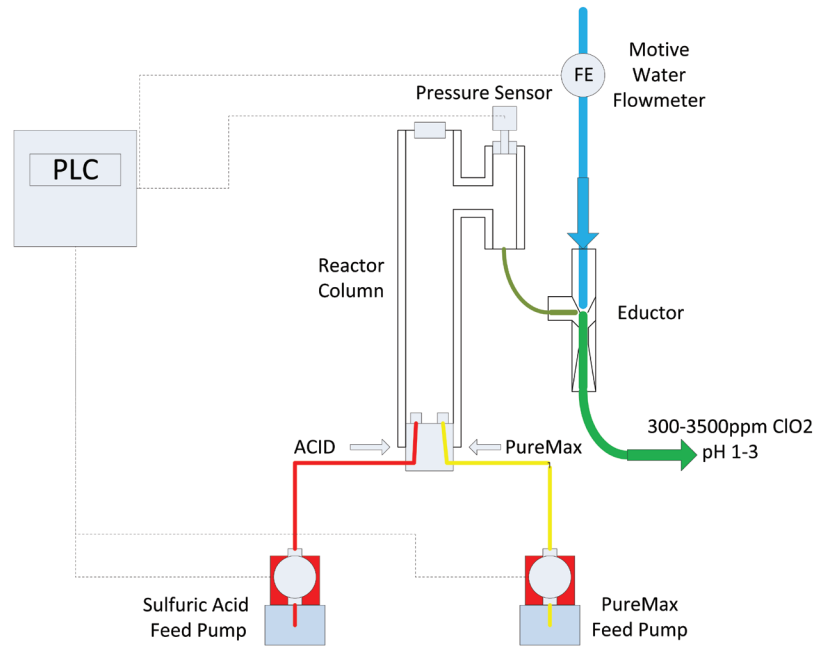 Motive
Water
Flowmeter
FE
Pressure Sensor
PLC
Reactor
Column
Eductor
300-3500ppm ClO2
pH 1-3
ACID
PureMax
Sulfuric Acid
Feed Pump
PureMax
Feed Pump